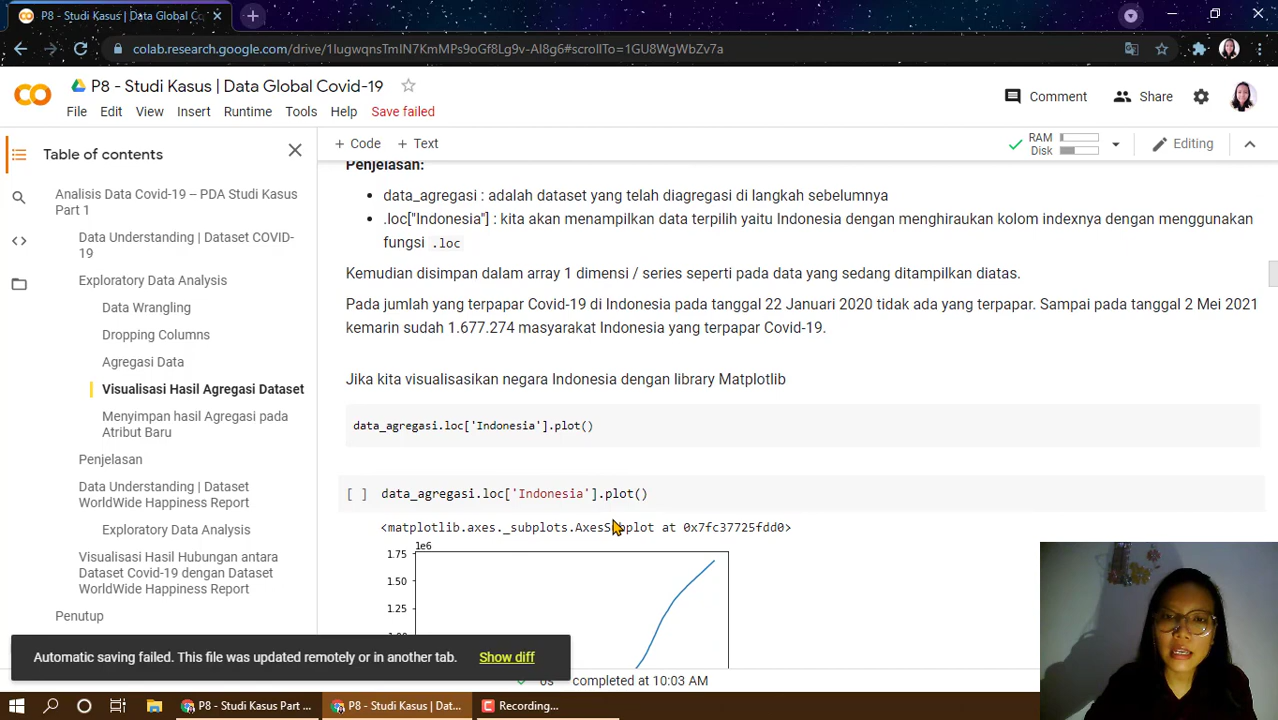 P8 - Studi Kasus | Data Global Co
colab.research.google.com/drive/1lugwqnsTmIN7KmMPs9oGf8Lg9v-AI8g6#scrollTo=1GU8WgWbZv7a
P8 - Studi Kasus | Data Global Covid-19
File Edit View Insert Runtime Tools Help Save failed
Comment Share
Table of contents
+ Code + Text
RAM
Disk
Editing
Analisis Data Covid-19 – PDA Studi Kasus
Part 1
Data Understanding | Dataset COVID-
19
Exploratory Data Analysis
Data Wrangling
Dropping Columns
Agregasi Data
Visualisasi Hasil Agregasi Dataset
Menyimpan hasil Agregasi pada
Atribut Baru
Penjelasan
Data Understanding | Dataset
WorldWide Happiness Report
Exploratory Data Analysis
Visualisasi Hasil Hubungan antara
Dataset Covid-19 dengan Dataset
WorldWide Happiness Report
Penutup
Penjelasan:
data_agregasi : adalah dataset yang telah diagregasi di langkah sebelumnya
.loc["Indonesia"] : kita akan menampilkan data terpilih yaitu Indonesia dengan menghiraukan kolom indexnya dengan menggunakan
fungsi .loc
Kemudian disimpan dalam array 1 dimensi / series seperti pada data yang sedang ditampilkan diatas.
Pada jumlah yang terpapar Covid-19 di Indonesia pada tanggal 22 Januari 2020 tidak ada yang terpapar. Sampai pada tanggal 2 Mei 2021
kemarin sudah 1.677.274 masyarakat Indonesia yang terpapar Covid-19.
Jika kita visualisasikan negara Indonesia dengan library Matplotlib
data_agregasi.loc['Indonesia'].plot()
[ ] data_agregasi.loc['Indonesia'].plot()
<matplotlib.axes._subplots.AxesSubplot at 0x7fc37725fdd0>
1e6
1.75
1.50
1.25
Automatic saving failed. This file was updated remotely or in another tab. Show diff
6s completed at 10:03 AM
P8 - Studi Kasus Part ...
P8 - Studi Kasus | Dat...
Recording...